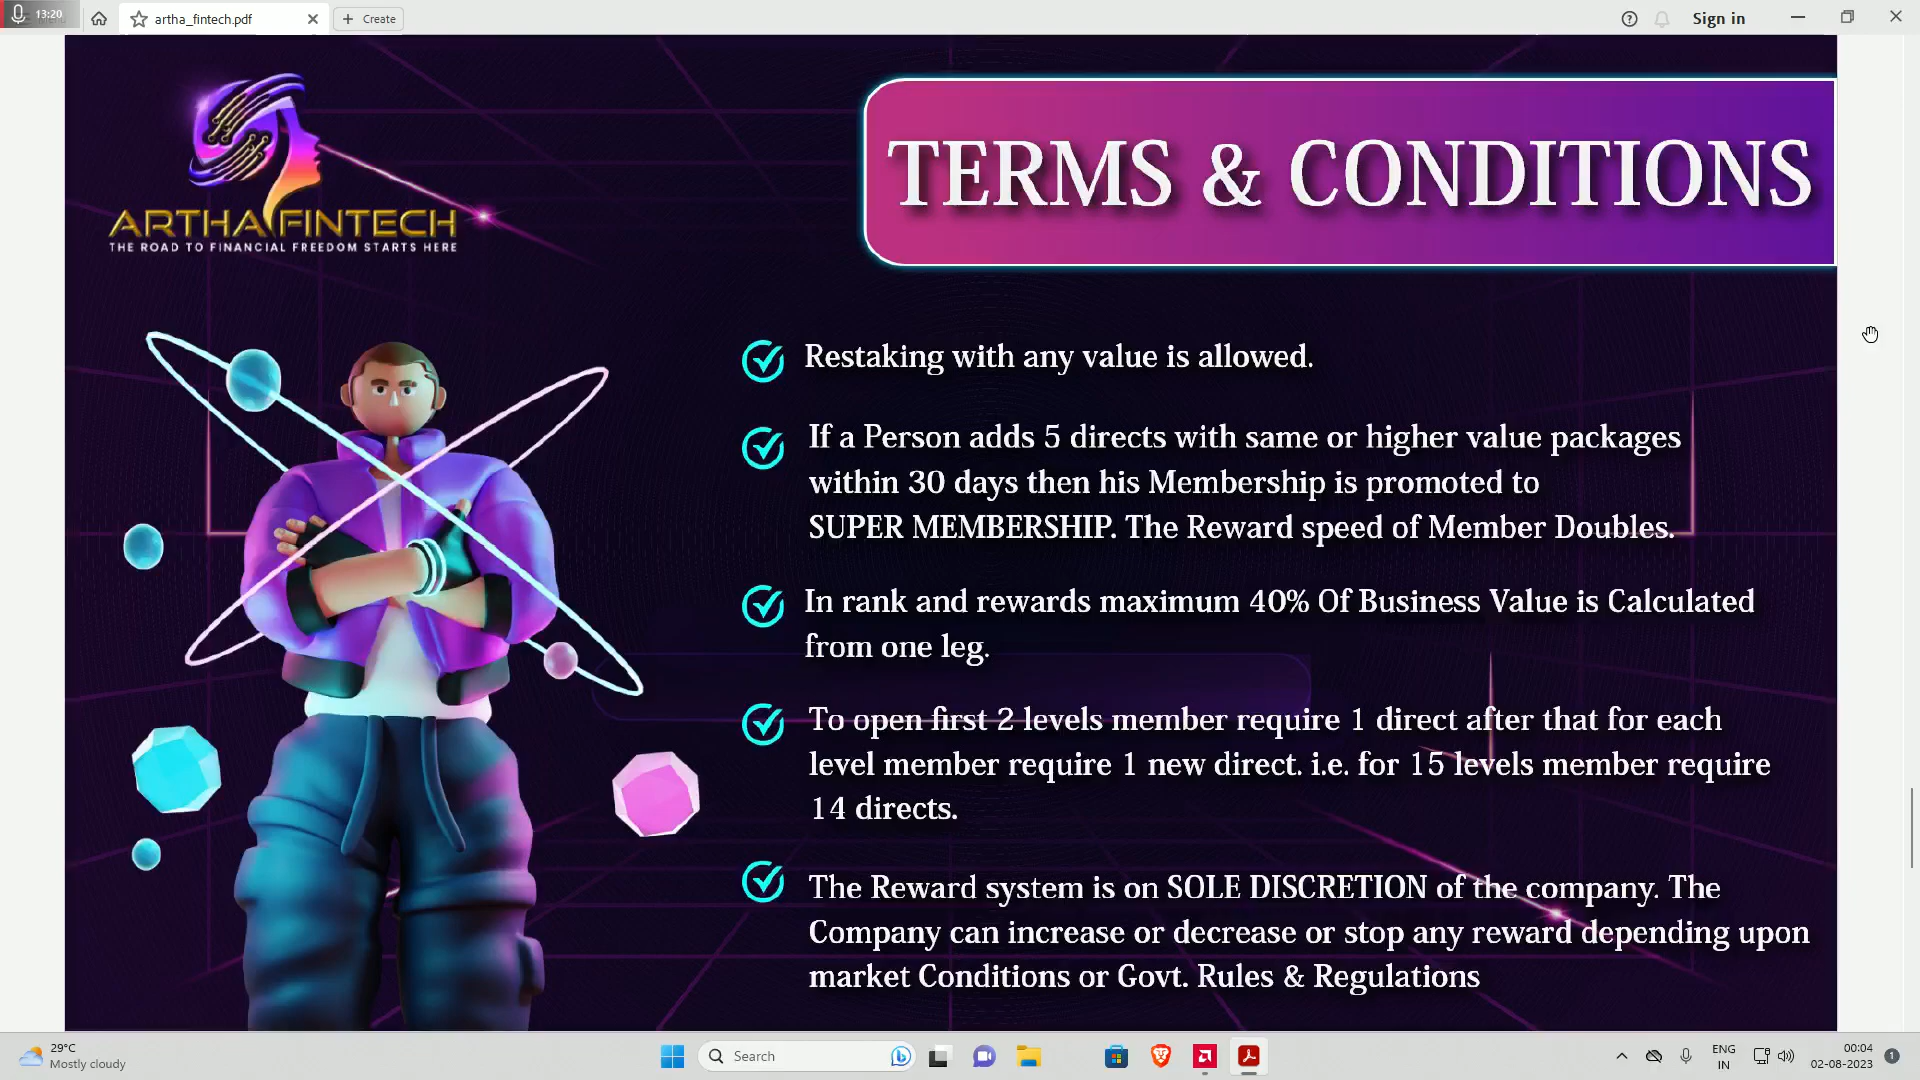 13:20
artha_fintech.pdf
Create
Sign in
ARTHA FINTECH
THE ROAD TO FINANCIAL FREEDOM STARTS HERE
TERMS & CONDITIONS
Restaking with any value is allowed.
If a Person adds 5 directs with same or higher value packages
within 30 days then his Membership is promoted to
SUPER MEMBERSHIP. The Reward speed of Member Doubles.
In rank and rewards maximum 40% Of Business Value is Calculated
from one leg.
To open first 2 levels member require 1 direct after that for each
level member require 1 new direct. i.e. for 15 levels member require
14 directs.
The Reward system is on SOLE DISCRETION of the company. The
Company can increase or decrease or stop any reward depending upon
market Conditions or Govt. Rules & Regulations
29°C
Mostly cloudy
Search
ENG
IN
00:04
02-08-2023
1